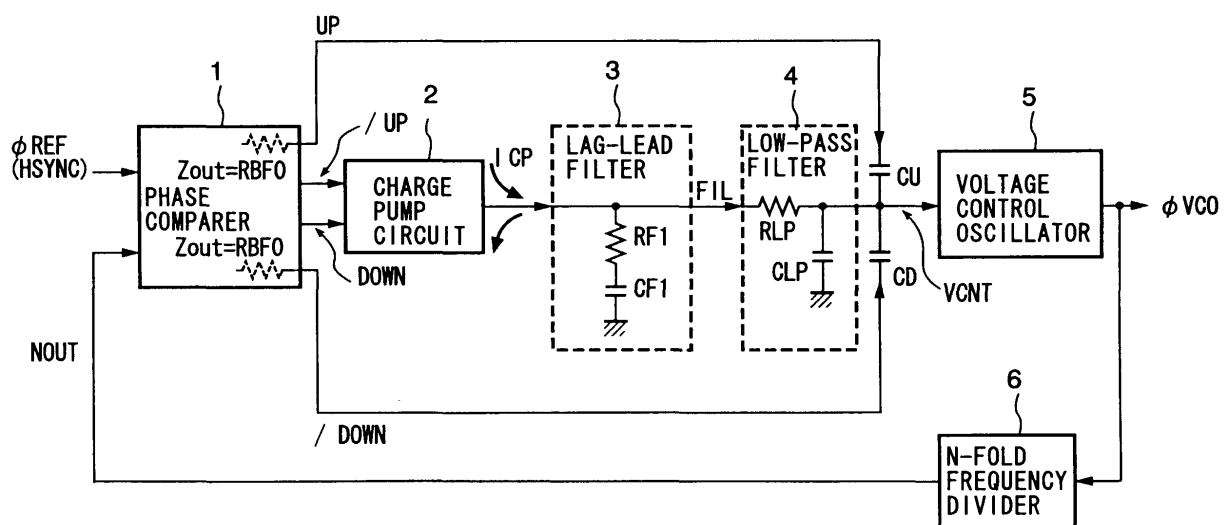 UP
1
3
4
2
5
/ UP
φREF
(HSYNC)
Zout=RBFO
PHASE
COMPARER
Zout=RBFO
CHARGE
PUMP
CIRCUIT
I CP
LAG-LEAD
FILTER
RF1
CF1
FIL
LOW-PASS
FILTER
RLP
CLP
CU
CD
VOLTAGE
CONTROL
OSCILLATOR
φVCO
DOWN
VCNT
NOUT
/ DOWN
6
N-FOLD
FREQUENCY
DIVIDER